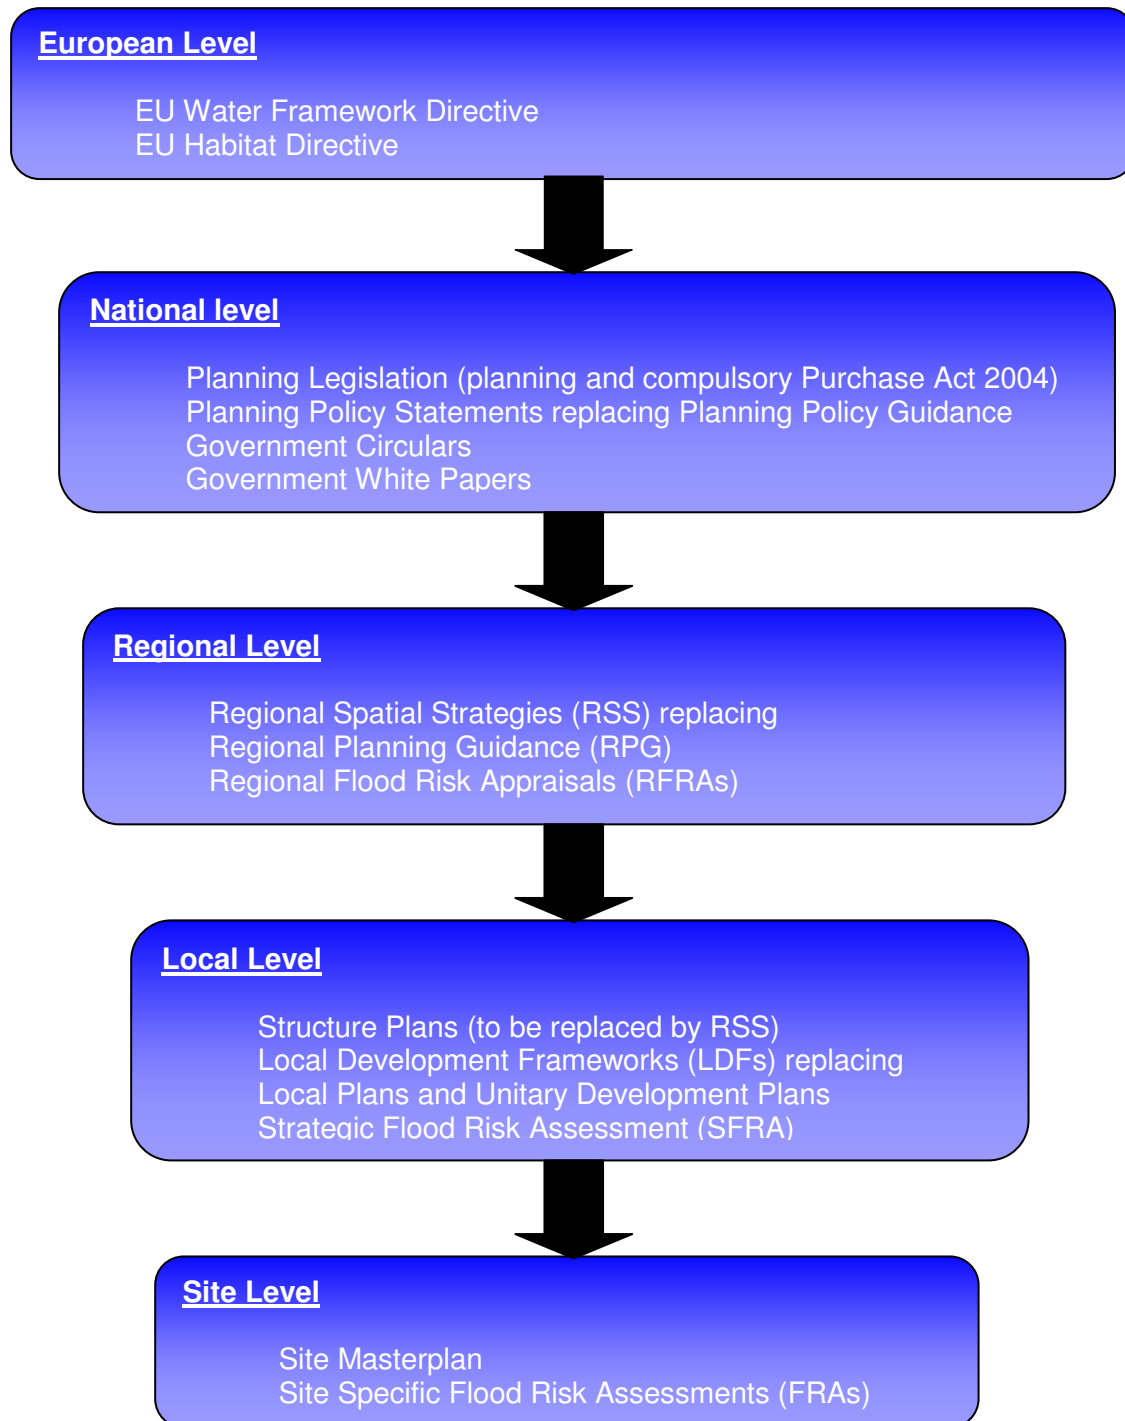 European Level
EU Water Framework Directive
EU Habitat Directive
National level
Planning Legislation (planning and compulsory Purchase Act 2004)
Planning Policy Statements replacing Planning Policy Guidance
Government Circulars
Government White Papers
Regional Level
Regional Spatial Strategies (RSS) replacing
Regional Planning Guidance (RPG)
Regional Flood Risk Appraisals (RFRAs)
Local Level
Structure Plans (to be replaced by RSS)
Local Development Frameworks (LDFs) replacing
Local Plans and Unitary Development Plans
Strategic Flood Risk Assessment (SFRA)
Site Level
Site Masterplan
Site Specific Flood Risk Assessments (FRAs)